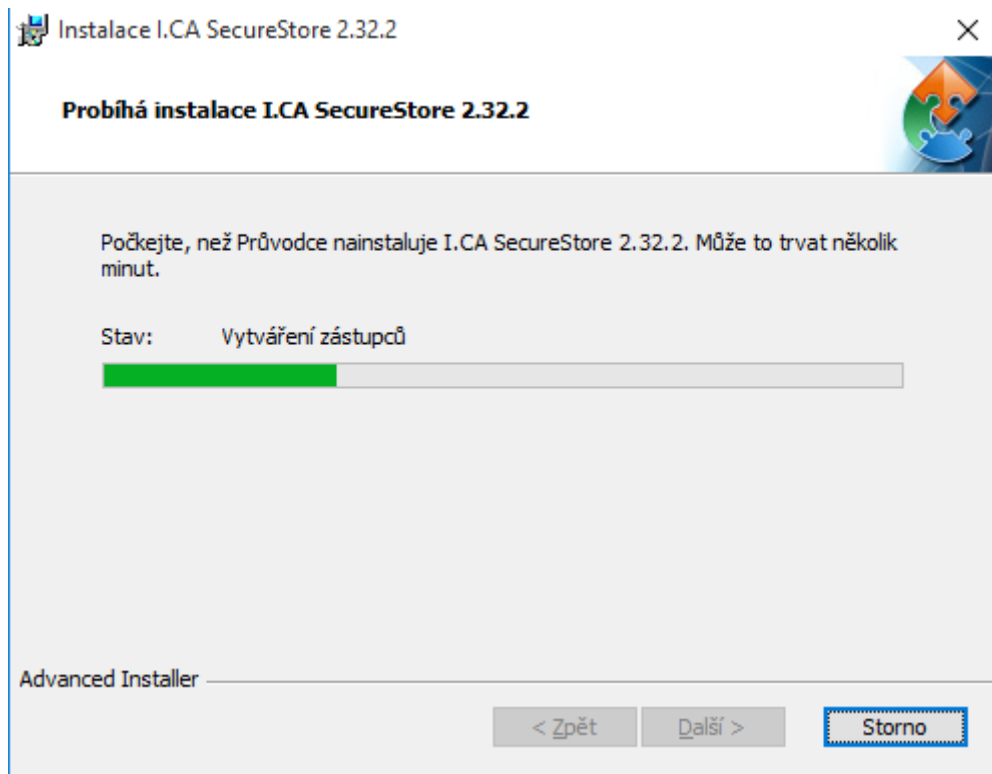 Instalace I.CA SecureStore 2.32.2
Probíhá instalace I.CA SecureStore 2.32.2
Počkejte, než Průvodce nainstaluje I.CA SecureStore 2.32.2. Může to trvat několik
minut.
Stav: Vytváření zástupců
Advanced Installer
< Zpět Další > Storno